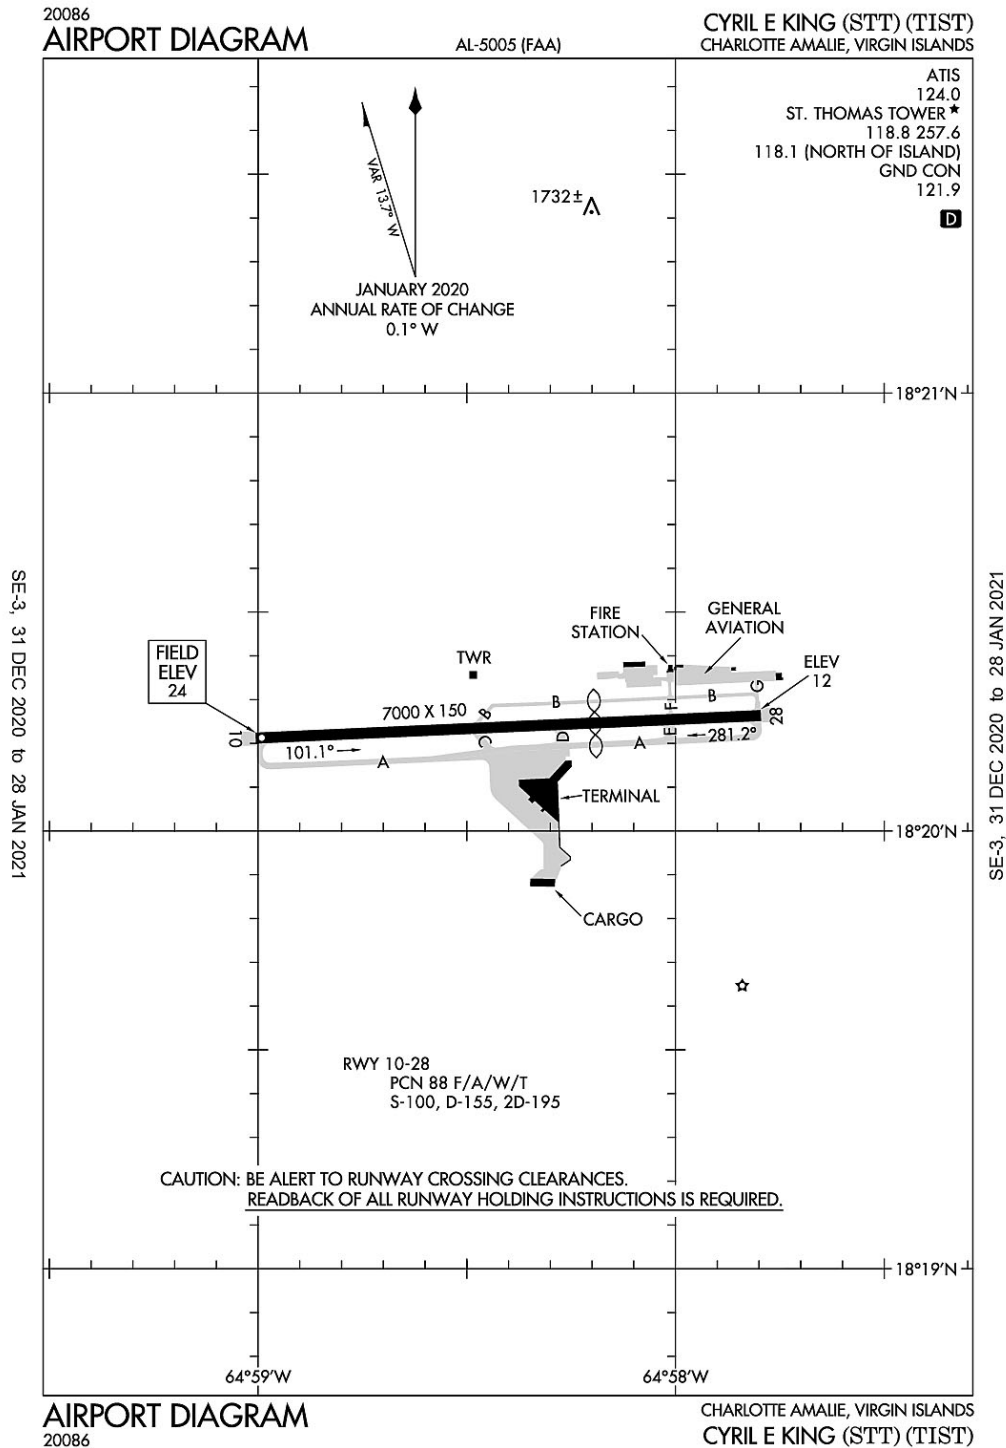 20086
AIRPORT DIAGRAM
AL-5005 (FAA)
CYRIL E KING (STT) (TIST)
CHARLOTTE AMALIE, VIRGIN ISLANDS
ATIS
124.0
ST. THOMAS TOWER★
118.8 257.6
118.1 (NORTH OF ISLAND)
GND CON
121.9
D
VAR 13.7° W
1732±
JANUARY 2020
ANNUAL RATE OF CHANGE
0.1° W
18°21'N
SE-3, 31 DEC 2020 to 28 JAN 2021
SE-3, 31 DEC 2020 to 28 JAN 2021
FIRE
STATION
GENERAL
AVIATION
FIELD
ELEV
24
TWR
ELEV
12
7000 X 150
B
B
B
F
G
10
28
101.1°
A
C
D
A
E
281.2°
TERMINAL
18°20'N
CARGO
RWY 10-28
PCN 88 F/A/W/T
S-100, D-155, 2D-195
CAUTION: BE ALERT TO RUNWAY CROSSING CLEARANCES.
READBACK OF ALL RUNWAY HOLDING INSTRUCTIONS IS REQUIRED.
18°19'N
64°59'W
64°58'W
AIRPORT DIAGRAM
20086
CHARLOTTE AMALIE, VIRGIN ISLANDS
CYRIL E KING (STT) (TIST)